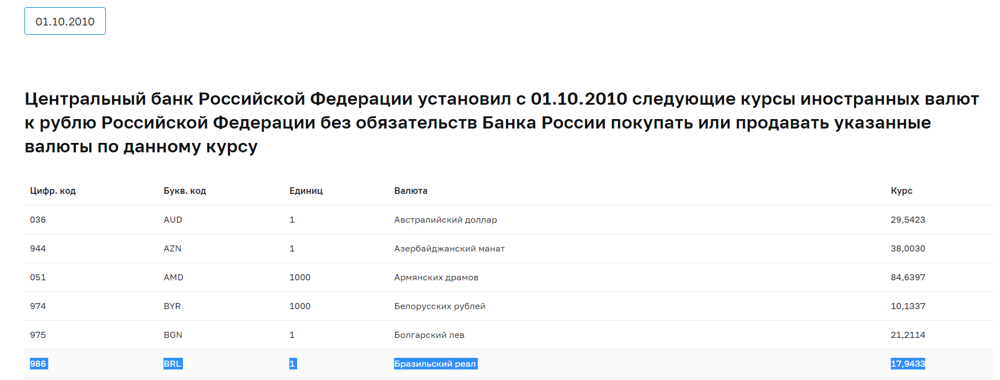 01.10.2010
Центральный банк Российской Федерации установил с 01.10.2010 следующие курсы иностранных валют
к рублю Российской Федерации без обязательств Банка России покупать или продавать указанные
валюты по данному курсу
Цифр. код Букв. код Единиц Валюта Курс
036 AUD 1 Австралийский доллар 29,5423
944 AZN 1 Азербайджанский манат 38,0030
051 AMD 1000 Армянских драмов 84,6397
974 BYR 1000 Белорусских рублей 10,1337
975 BGN 1 Болгарский лев 21,2114
986 BRL 1 Бразильский реал 17,9433